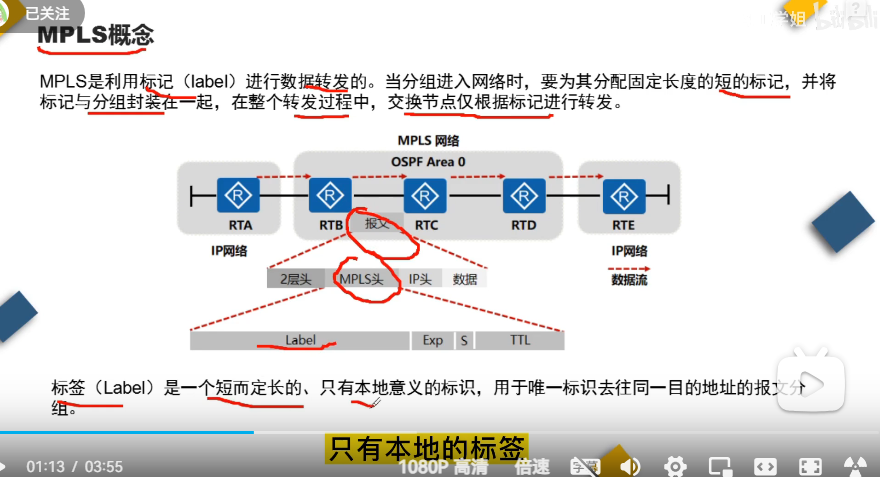 已关注
MPLS概念
学姐
bilibili
MPLS是利用标记（label）进行数据转发的。当分组进入网络时，要为其分配固定长度的短的标记，并将
标记与分组封装在一起，在整个转发过程中，交换节点仅根据标记进行转发。
MPLS 网络
OSPF Area 0
R R R R R
RTA RTB 报文 RTC RTD RTE
IP网络 IP网络
数据流
2层头 MPLS头 IP头 数据
Label Exp S TTL
标签（Label）是一个短而定长的、只有本地意义的标识，用于唯一标识去往同一目的地址的报文分
组。
只有本地的标签
01:13 / 03:55 1080P 高清 倍速 字幕